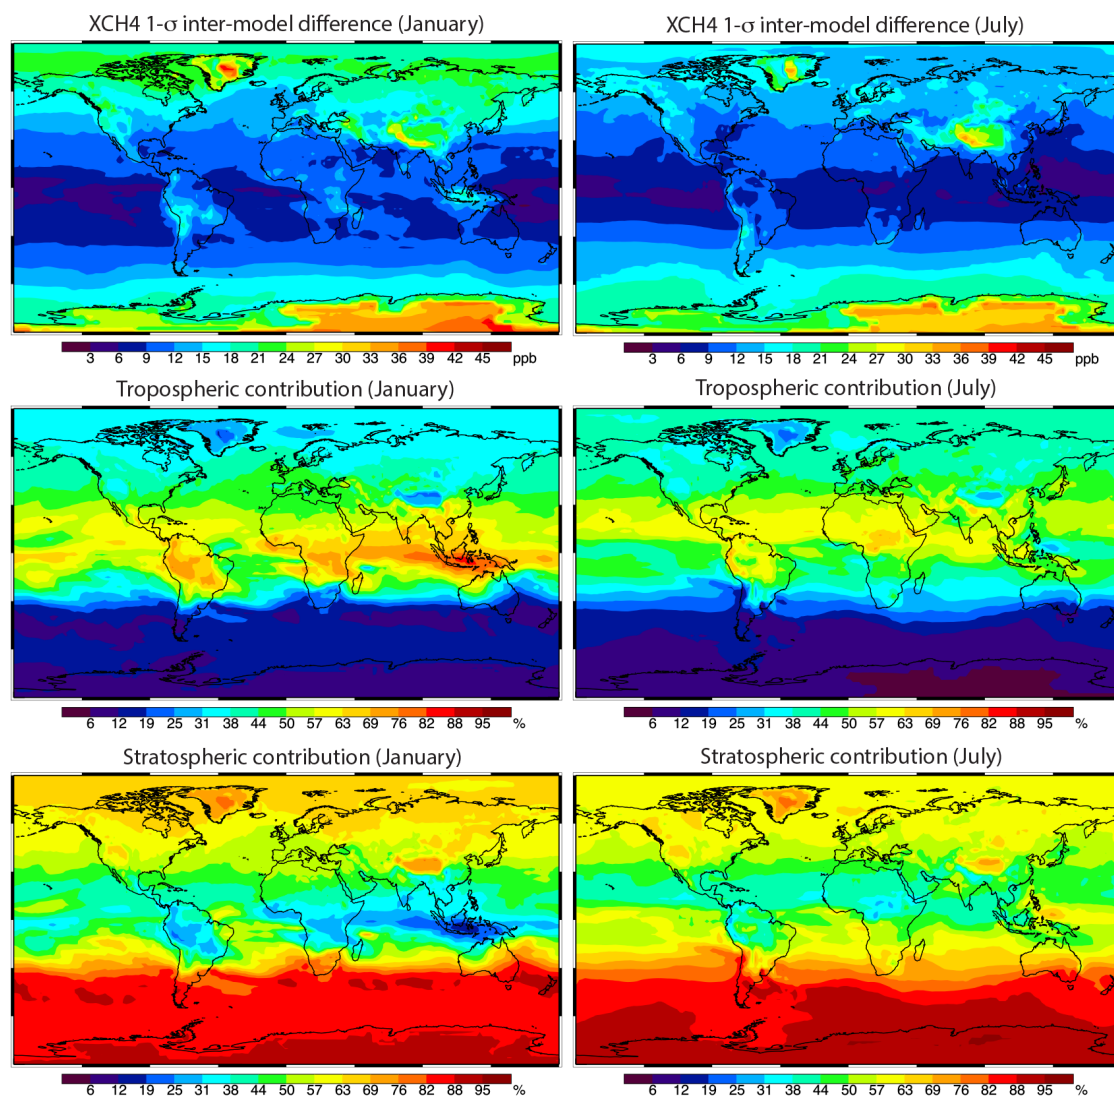 XCH4 1-σ inter-model difference (January)
XCH4 1-σ inter-model difference (July)
3 6 9 12 15 18 21 24 27 30 33 36 39 42 45 ppb
3 6 9 12 15 18 21 24 27 30 33 36 39 42 45 ppb
Tropospheric contribution (January)
Tropospheric contribution (July)
6 12 19 25 31 38 44 50 57 63 69 76 82 88 95 %
6 12 19 25 31 38 44 50 57 63 69 76 82 88 95 %
Stratospheric contribution (January)
Stratospheric contribution (July)
6 12 19 25 31 38 44 50 57 63 69 76 82 88 95 %
6 12 19 25 31 38 44 50 57 63 69 76 82 88 95 %